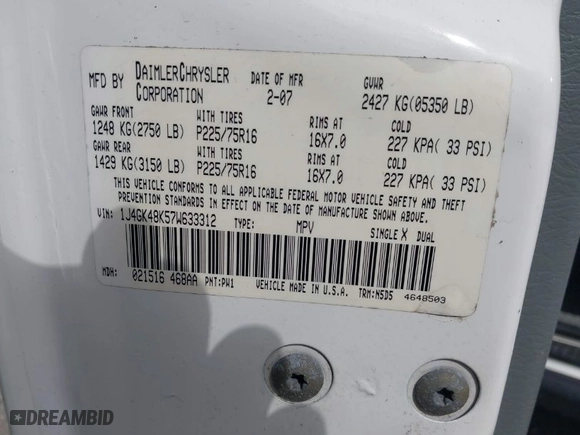 MFD BY DAIMLERCHRYSLER CORPORATION DATE OF MFR 2-07 GVWR 2427 KG(05350 LB)
GAWR FRONT WITH TIRES RIMS AT COLD
1248 KG(2750 LB) P225/75R16 16X7.0 227 KPA( 33 PSI)
GAWR REAR WITH TIRES RIMS AT COLD
1429 KG(3150 LB) P225/75R16 16X7.0 227 KPA( 33 PSI)
THIS VEHICLE CONFORMS TO ALL APPLICABLE FEDERAL MOTOR VEHICLE SAFETY AND THEFT
PREVENTION STANDARDS IN EFFECT ON THE DATE OF MANUFACTURE SHOWN ABOVE.
VIN: 1J4GK48K57W633312 TYPE: MPV SINGLE X DUAL
MDH: 021516 468AA PNT:PW1 VEHICLE MADE IN U.S.A. TRM:N5D5 4648503
DREAMBID